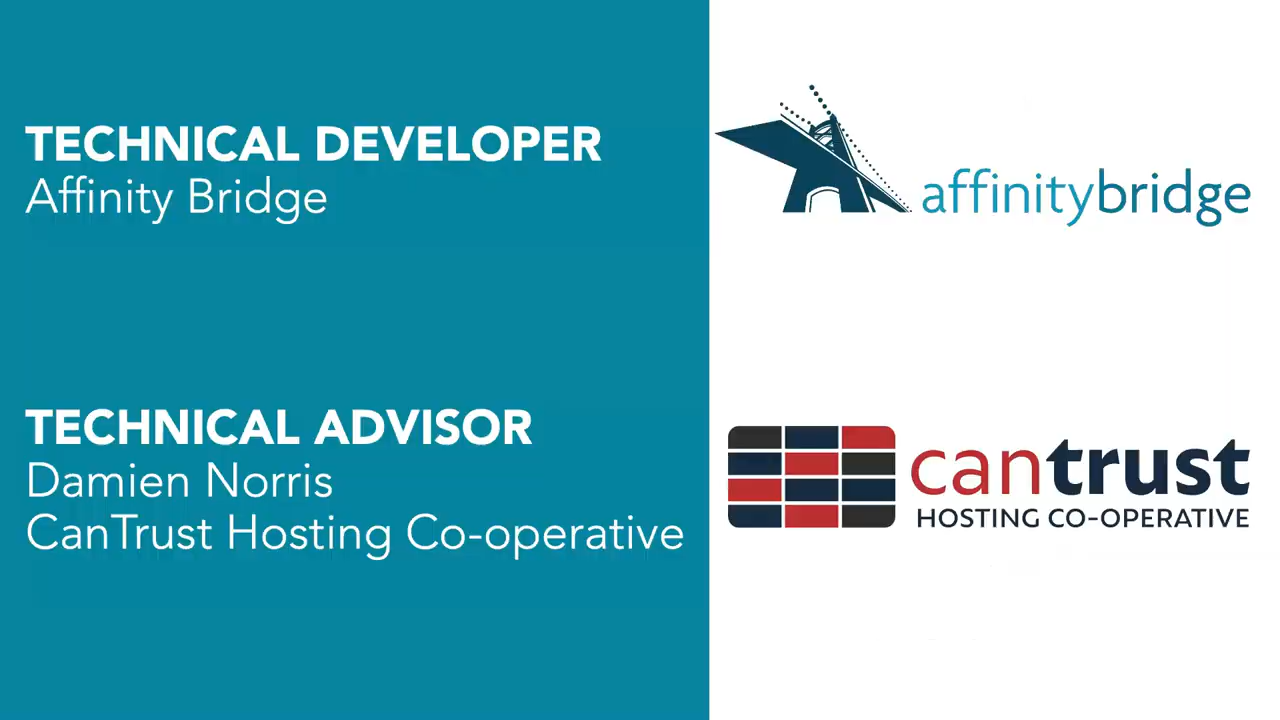 TECHNICAL DEVELOPER
Affinity Bridge
affinitybridge
TECHNICAL ADVISOR
Damien Norris
CanTrust Hosting Co-operative
cantrust
HOSTING CO-OPERATIVE